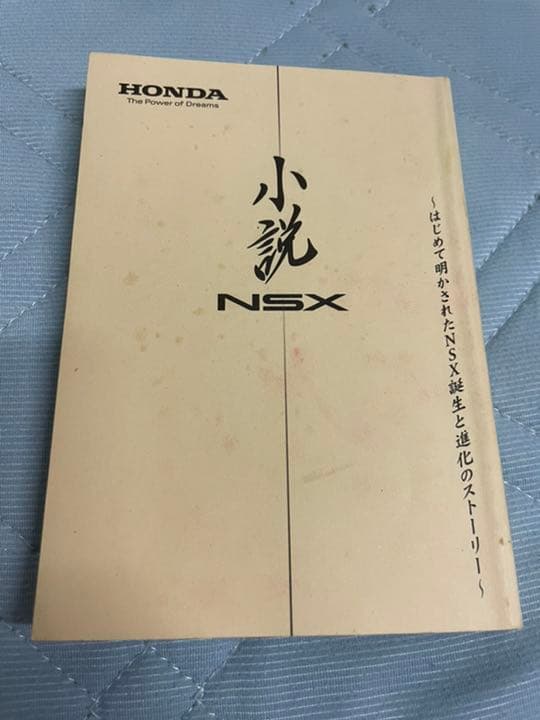 HONDA
The Power of Dreams
小説
NSX
～はじめて明かされたNSX誕生と進化のストーリー～